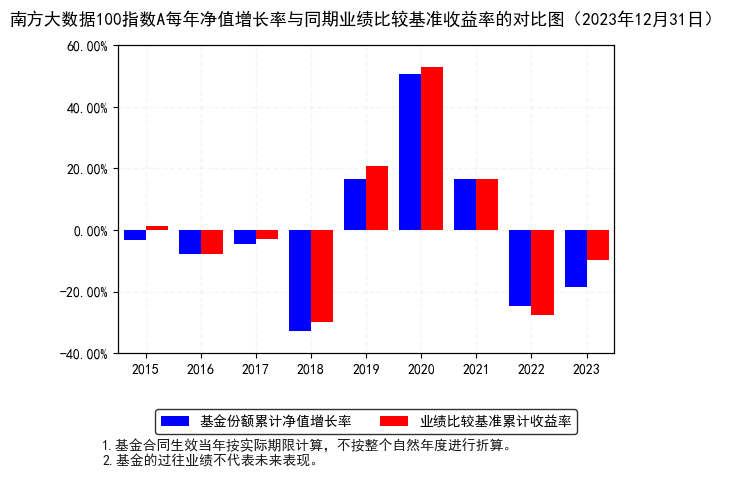 南方大数据100指数A每年净值增长率与同期业绩比较基准收益率的对比图（2023年12月31日）
60.00%
40.00%
20.00%
0.00%
-20.00%
-40.00%
2015 2016 2017 2018 2019 2020 2021 2022 2023
基金份额累计净值增长率 业绩比较基准累计收益率
1.基金合同生效当年按实际期限计算，不按整个自然年度进行折算。
2.基金的过往业绩不代表未来表现。